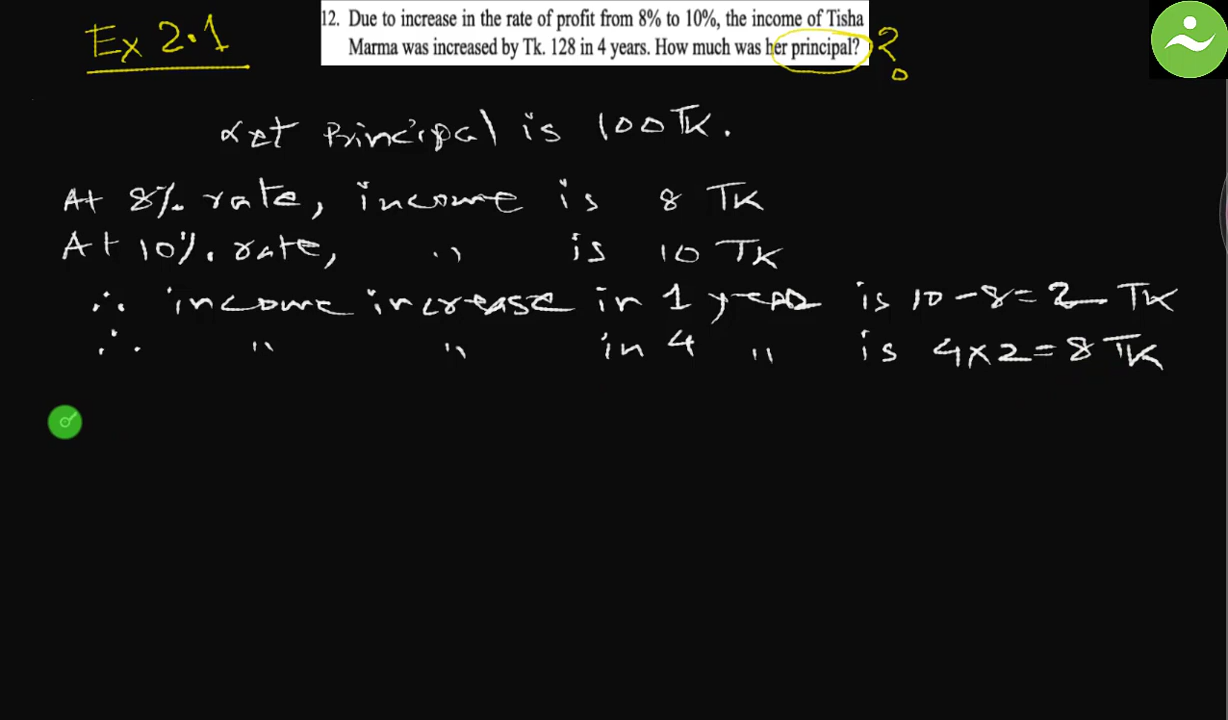 Ex 2.1
12. Due to increase in the rate of profit from 8% to 10%, the income of Tisha
Marma was increased by Tk. 128 in 4 years. How much was her principal? ?
Let Principal is 100 Tk.
At 8% rate, income is 8 Tk
At 10% rate, " is 10 Tk
∴ income increase in 1 year is 10 - 8 = 2 Tk
∴ " " in 4 " is 4 x 2 = 8 Tk